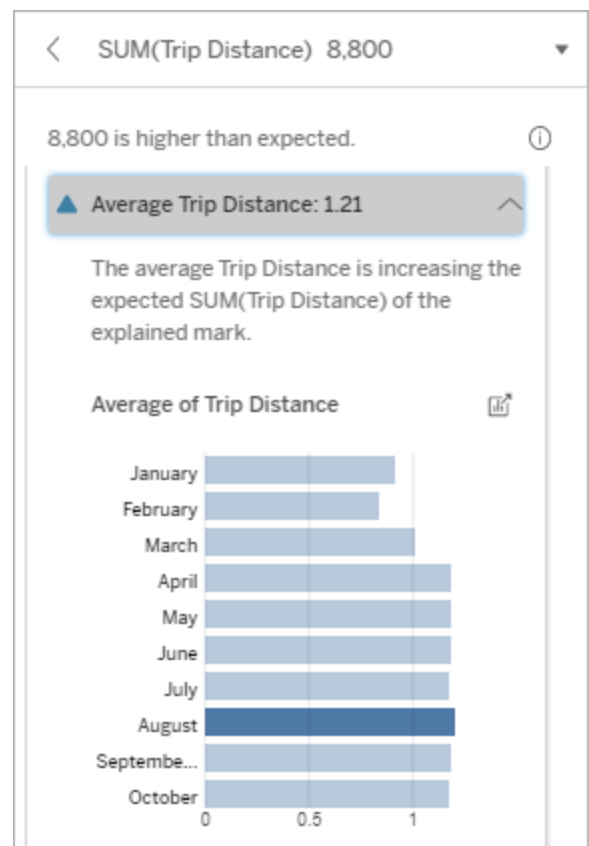 SUM(Trip Distance) 8,800
8,800 is higher than expected.
Average Trip Distance: 1.21
The average Trip Distance is increasing the
expected SUM(Trip Distance) of the
explained mark.
Average of Trip Distance
January
February
March
April
May
June
July
August
Septembe...
October
0 0.5 1